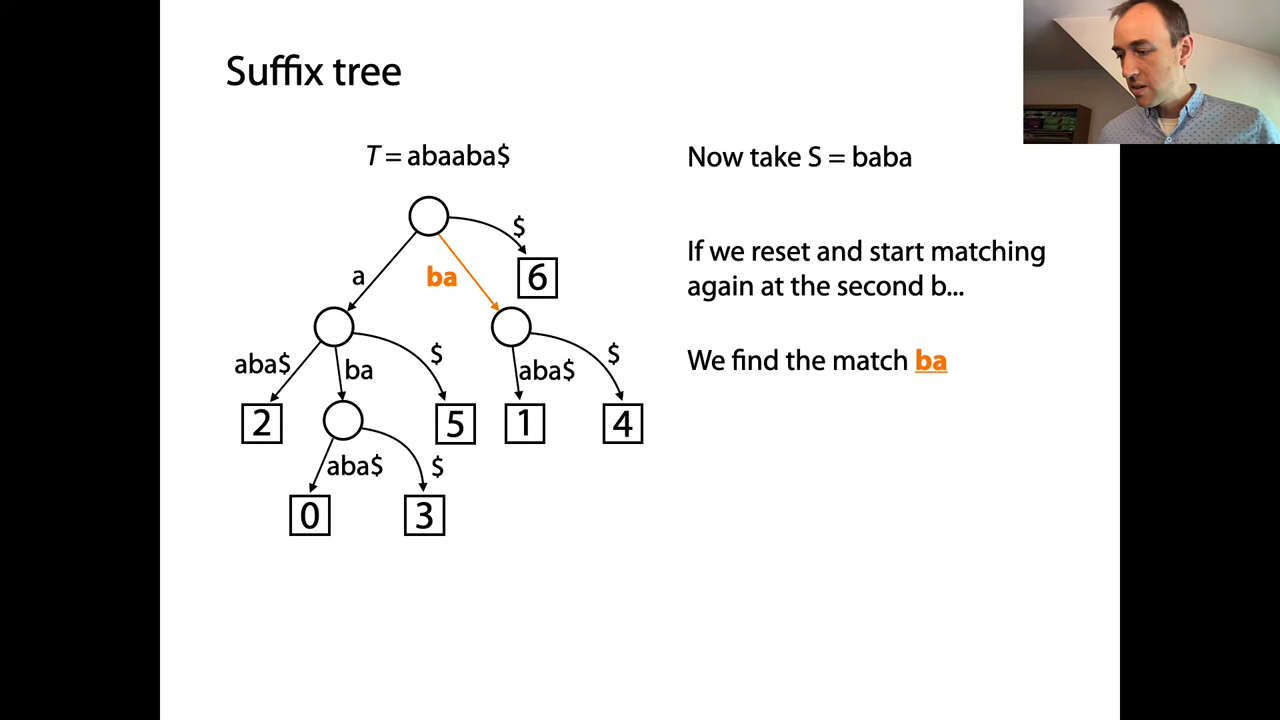 Suffix tree
T = abaaba$
Now take S = baba
$
a
ba
6
If we reset and start matching
again at the second b...
aba$
ba
$
aba$
$
We find the match ba
2
5
1
4
aba$
$
0
3